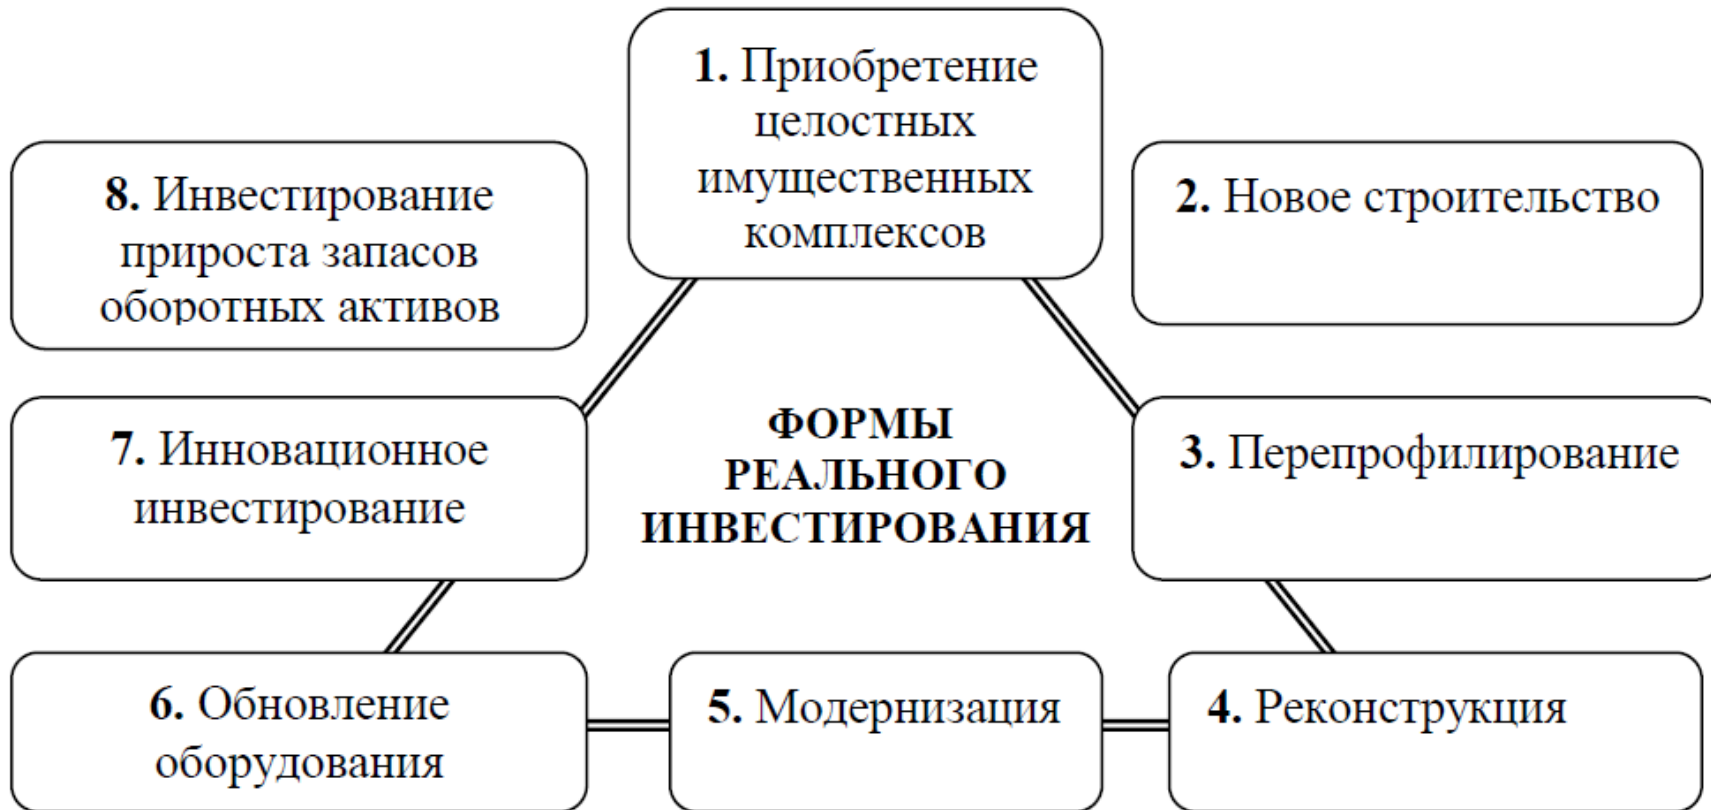 1. Приобретение
целостных
имущественных
комплексов
2. Новое строительство
3. Перепрофилирование
4. Реконструкция
5. Модернизация
6. Обновление
оборудования
7. Инновационное
инвестирование
8. Инвестирование
прироста запасов
оборотных активов
ФОРМЫ
РЕАЛЬНОГО
ИНВЕСТИРОВАНИЯ